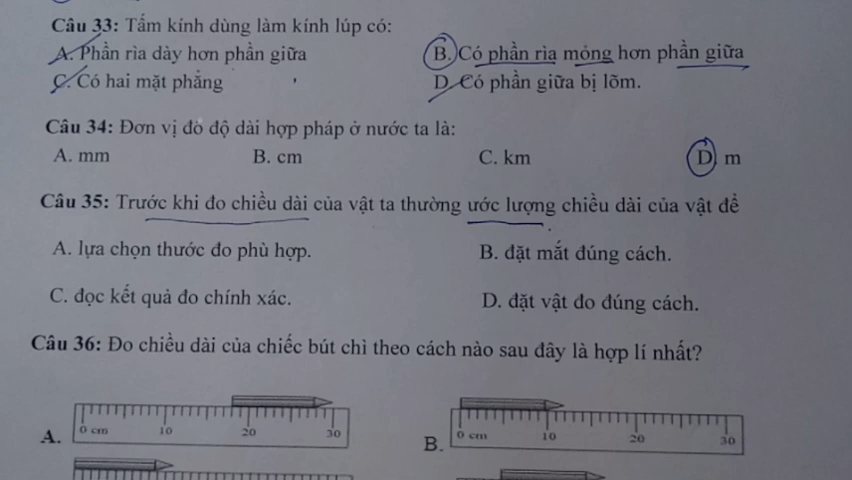 Câu 33: Tấm kính dùng làm kính lúp có:
A. Phần rìa dày hơn phần giữa B. Có phần rìa mỏng hơn phần giữa
C. Có hai mặt phẳng D. Có phần giữa bị lõm.
Câu 34: Đơn vị đo độ dài hợp pháp ở nước ta là:
A. mm B. cm C. km D. m
Câu 35: Trước khi đo chiều dài của vật ta thường ước lượng chiều dài của vật để
A. lựa chọn thước đo phù hợp. B. đặt mắt đúng cách.
C. đọc kết quả đo chính xác. D. đặt vật đo đúng cách.
Câu 36: Đo chiều dài của chiếc bút chì theo cách nào sau đây là hợp lí nhất?
A. 0 cm 10 20 30 B. 0 cm 10 20 30